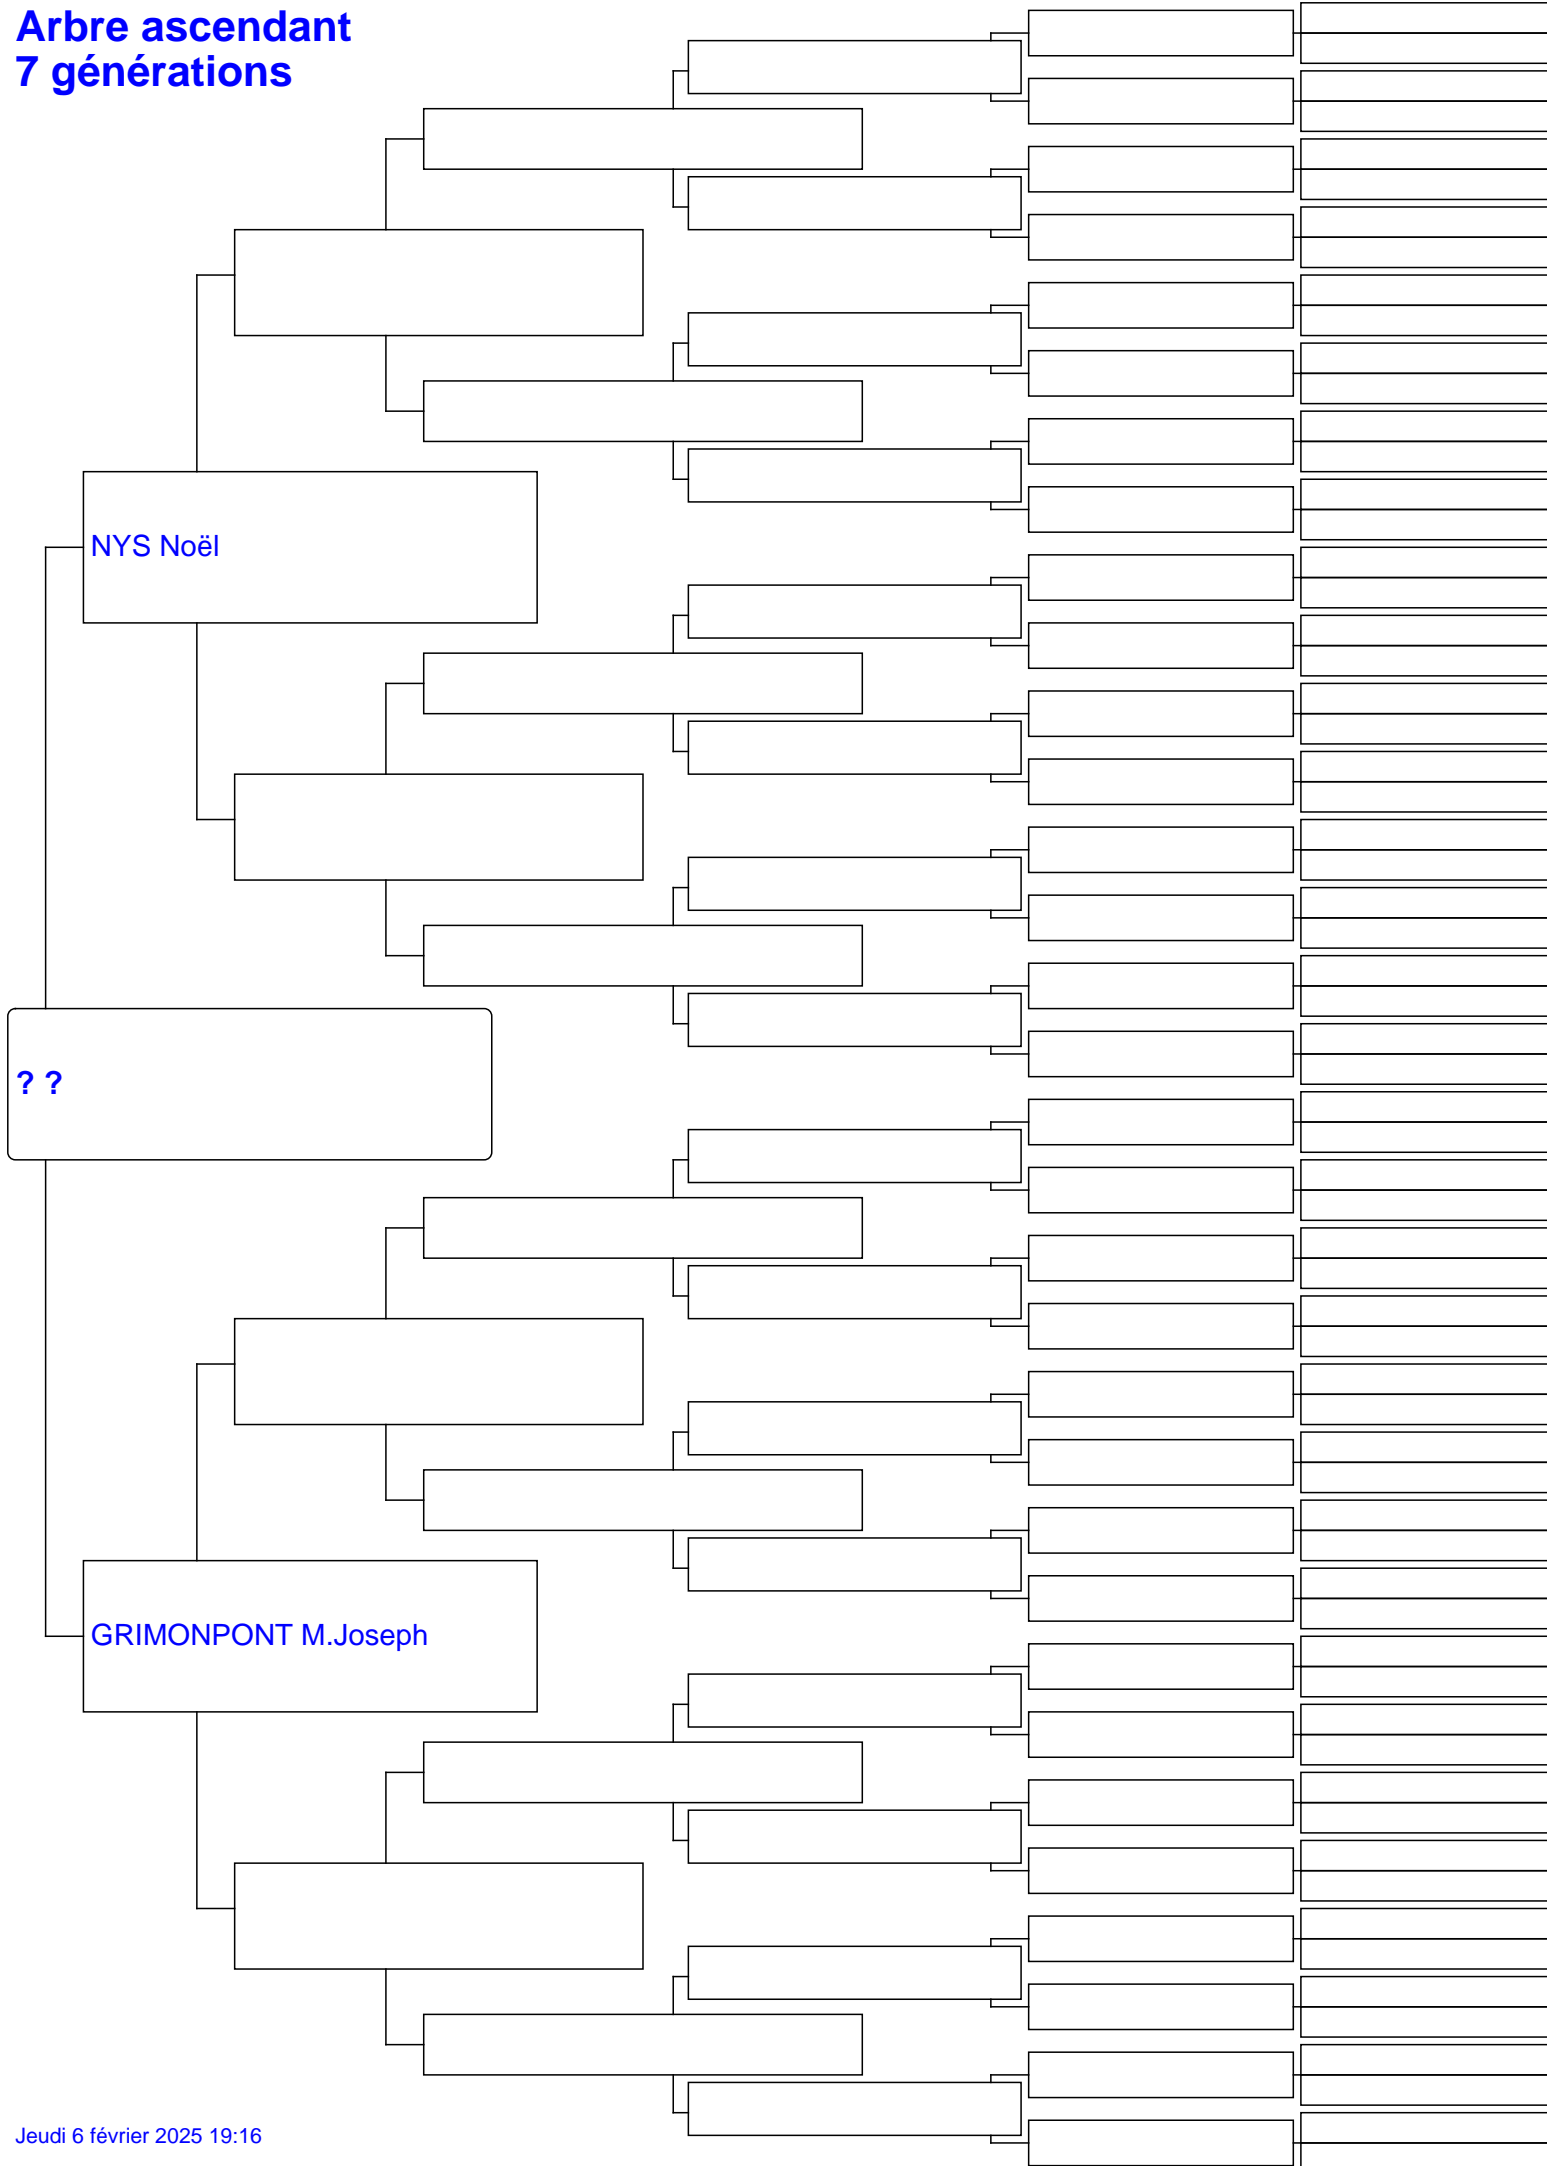 Arbre ascendant
7 générations
NYS Noël
? ?
GRIMONPONT M.Joseph
Jeudi 6 février 2025 19:16